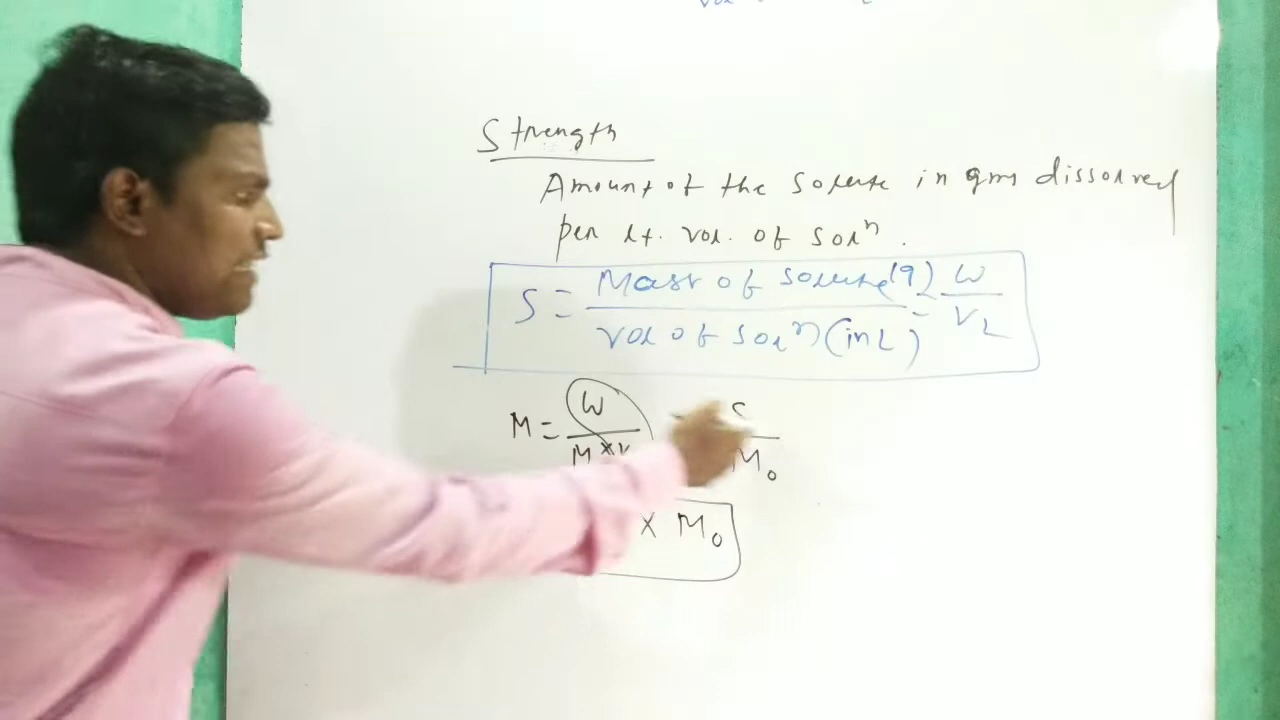 Strength
Amount of the solute in gms dissolved
per lt. vol. of solⁿ.
S = Mass of solute(g) / vol of solⁿ(in L) = W / V L
M = W / M × V = S / M₀
× M₀